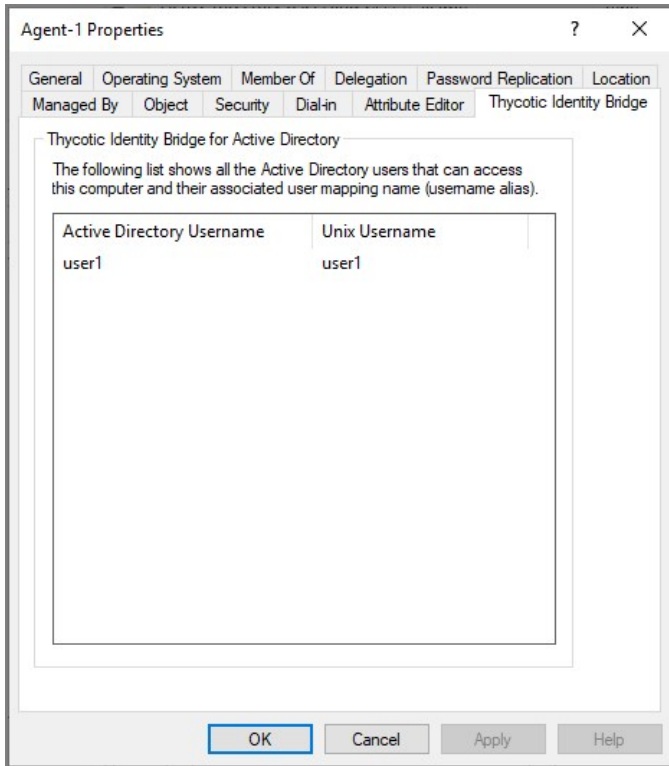 Agent-1 Properties ?
General Operating System Member Of Delegation Password Replication Location
Managed By Object Security Dial-in Attribute Editor Thycotic Identity Bridge
Thycotic Identity Bridge for Active Directory
The following list shows all the Active Directory users that can access
this computer and their associated user mapping name (username alias).
Active Directory Username Unix Username
user1 user1
OK Cancel Apply Help